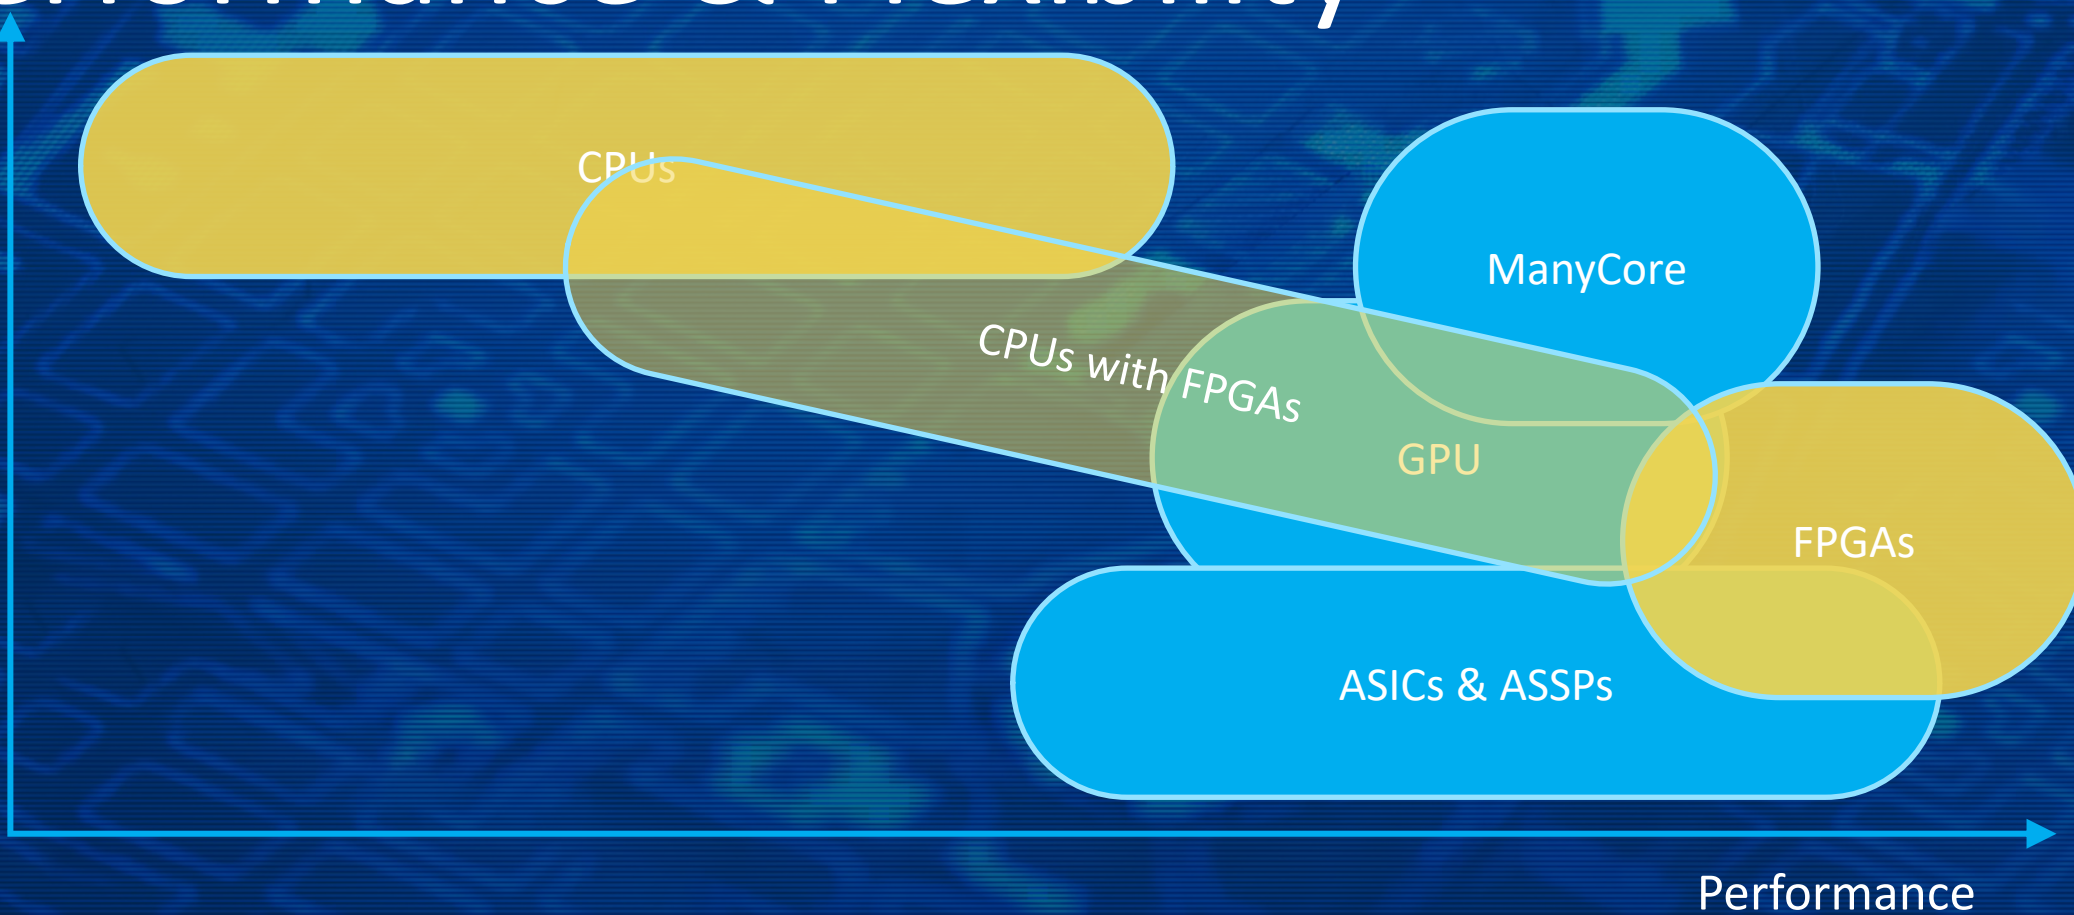 CPUs
ManyCore
CPUs with FPGAs
GPU
FPGAs
ASICs & ASSPs
Performance